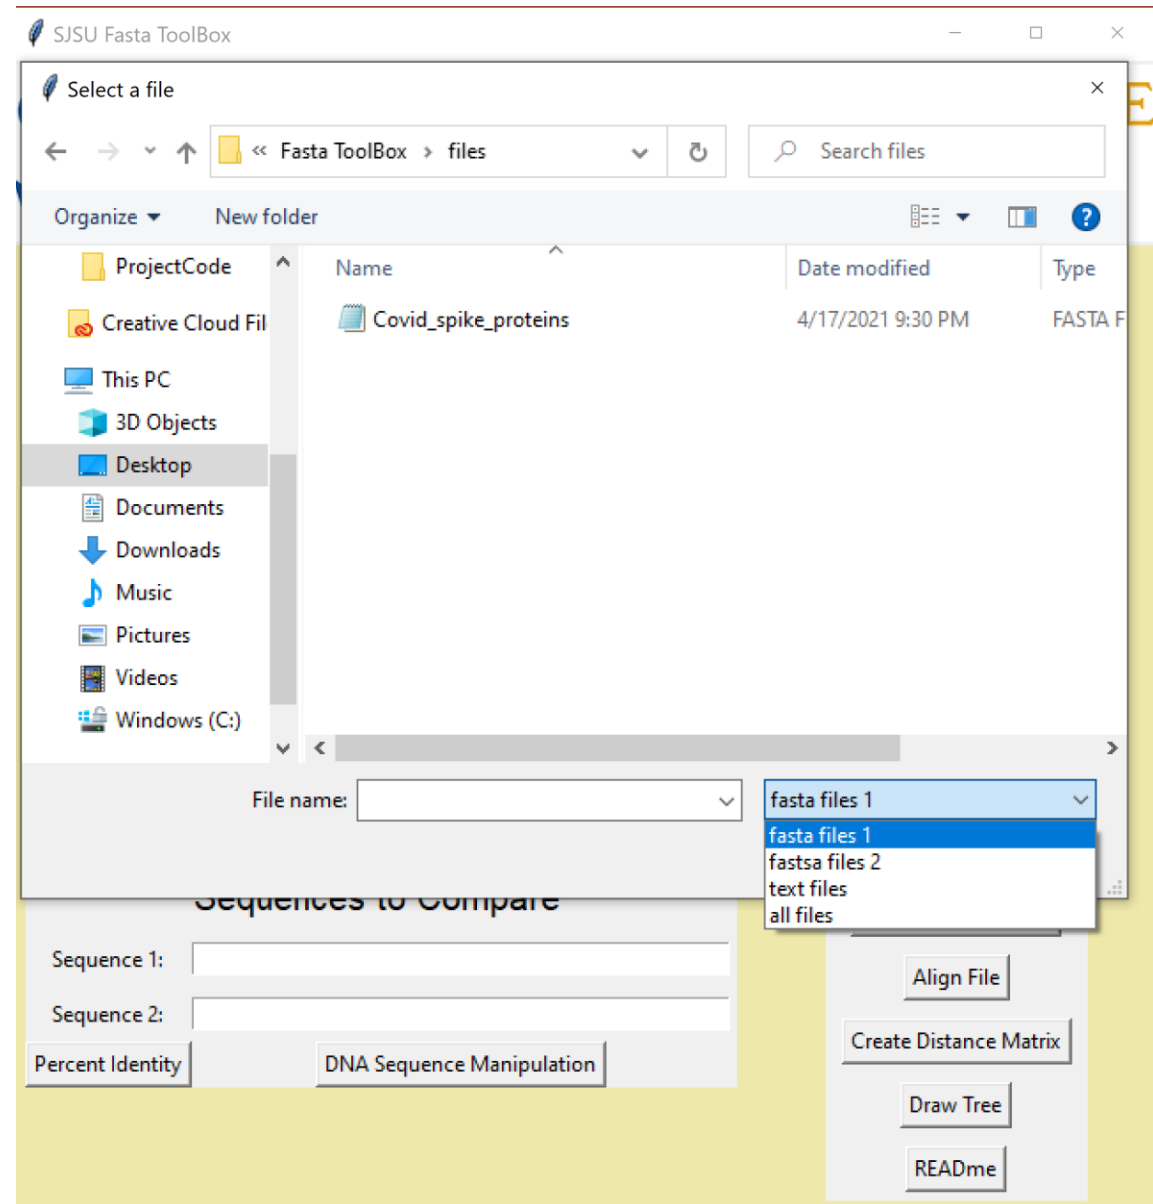 SJSU Fasta ToolBox
Select a file
E
« Fasta ToolBox > files
Search files
Organize
New folder
Name
Date modified
Type
ProjectCode
Creative Cloud Fil
This PC
3D Objects
Desktop
Documents
Downloads
Music
Pictures
Videos
Windows (C:)
Covid_spike_proteins
4/17/2021 9:30 PM
FASTA F
File name:
fasta files 1
fasta files 1
fastsa files 2
text files
all files
Sequences to Compare
Sequence 1:
Sequence 2:
Percent Identity
DNA Sequence Manipulation
Align File
Create Distance Matrix
Draw Tree
READme